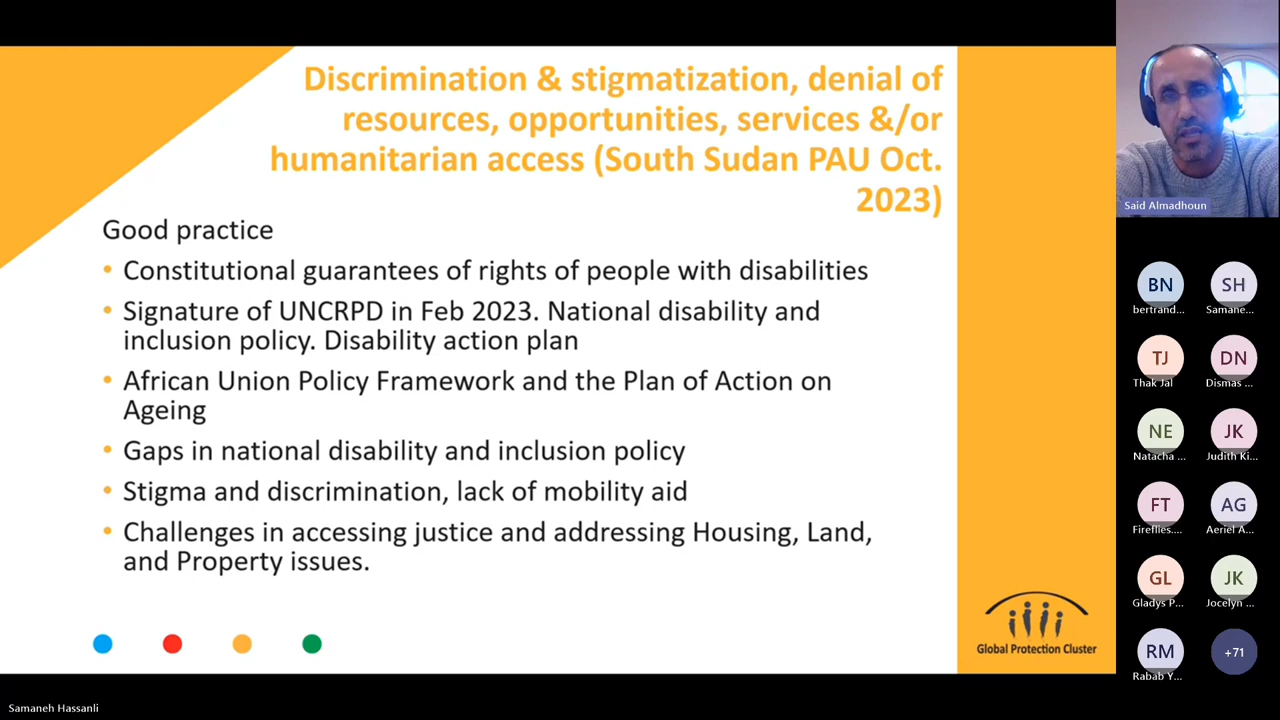 Discrimination & stigmatization, denial of
resources, opportunities, services &/or
humanitarian access (South Sudan PAU Oct.
2023)
Good practice
• Constitutional guarantees of rights of people with disabilities
• Signature of UNCRPD in Feb 2023. National disability and
inclusion policy. Disability action plan
• African Union Policy Framework and the Plan of Action on
Ageing
• Gaps in national disability and inclusion policy
• Stigma and discrimination, lack of mobility aid
• Challenges in accessing justice and addressing Housing, Land,
and Property issues.
Global Protection Cluster
Said Almadhoun
BN
SH
bertrand...
Samane...
TJ
DN
Thak Jal
Dismas ...
NE
JK
Natacha ...
Judith Ki...
FT
AG
Fireflies....
Aeriel A...
GL
JK
Gladys P...
Jocelyn ...
RM
+71
Rabab Y...
Samaneh Hassanli